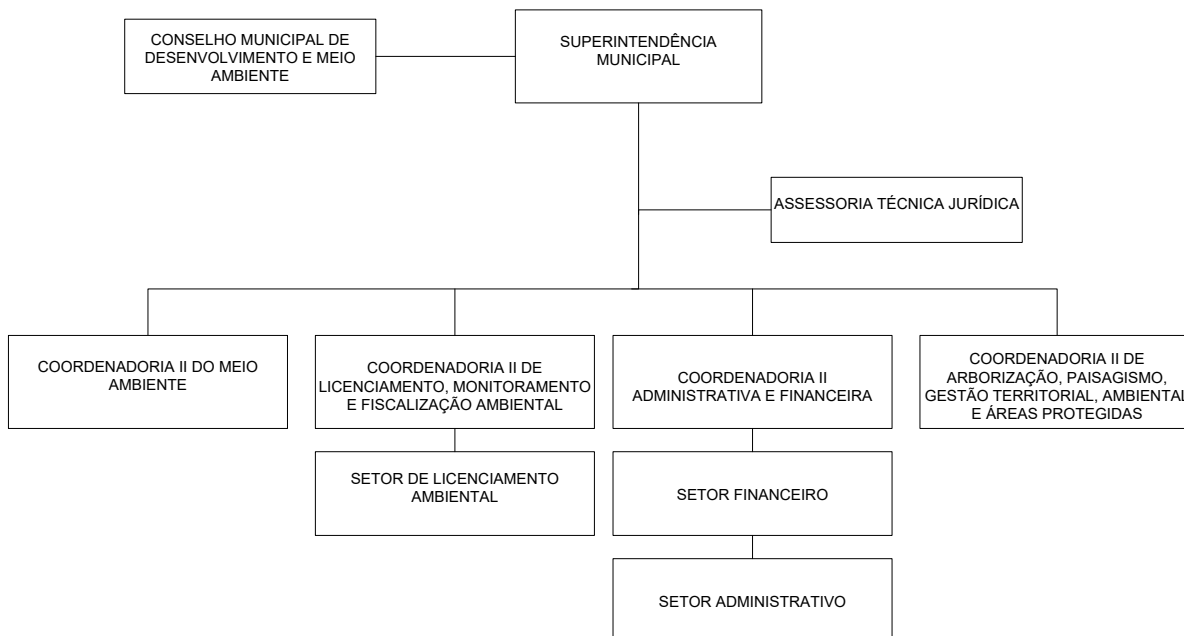 CONSELHO MUNICIPAL DE
DESENVOLVIMENTO E MEIO
AMBIENTE
SUPERINTENDÊNCIA
MUNICIPAL
ASSESSORIA TÉCNICA JURÍDICA
COORDENADORIA II DO MEIO
AMBIENTE
COORDENADORIA II DE
LICENCIAMENTO, MONITORAMENTO
E FISCALIZAÇÃO AMBIENTAL
COORDENADORIA II
ADMINISTRATIVA E FINANCEIRA
COORDENADORIA II DE
ARBORIZAÇÃO, PAISAGISMO,
GESTÃO TERRITORIAL, AMBIENTAL
E ÁREAS PROTEGIDAS
SETOR DE LICENCIAMENTO
AMBIENTAL
SETOR FINANCEIRO
SETOR ADMINISTRATIVO